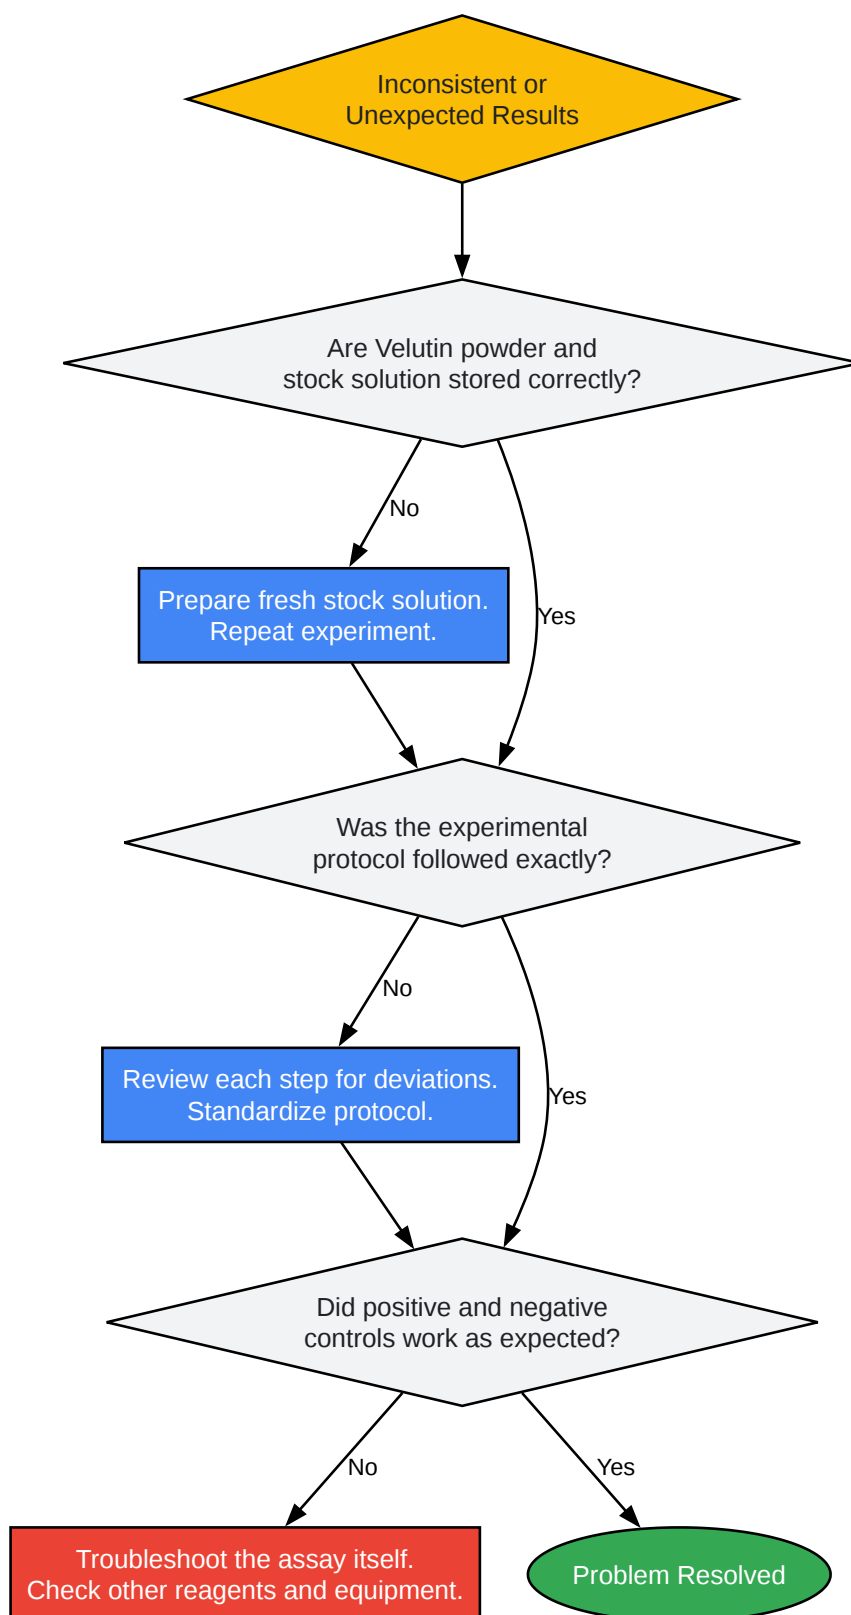 Inconsistent or
Unexpected Results
Are Velutin powder and
stock solution stored correctly?
No
Prepare fresh stock solution.
Repeat experiment.
Yes
Was the experimental
protocol followed exactly?
No
Review each step for deviations.
Standardize protocol.
Yes
Did positive and negative
controls work as expected?
No
Yes
Troubleshoot the assay itself.
Check other reagents and equipment.
Problem Resolved